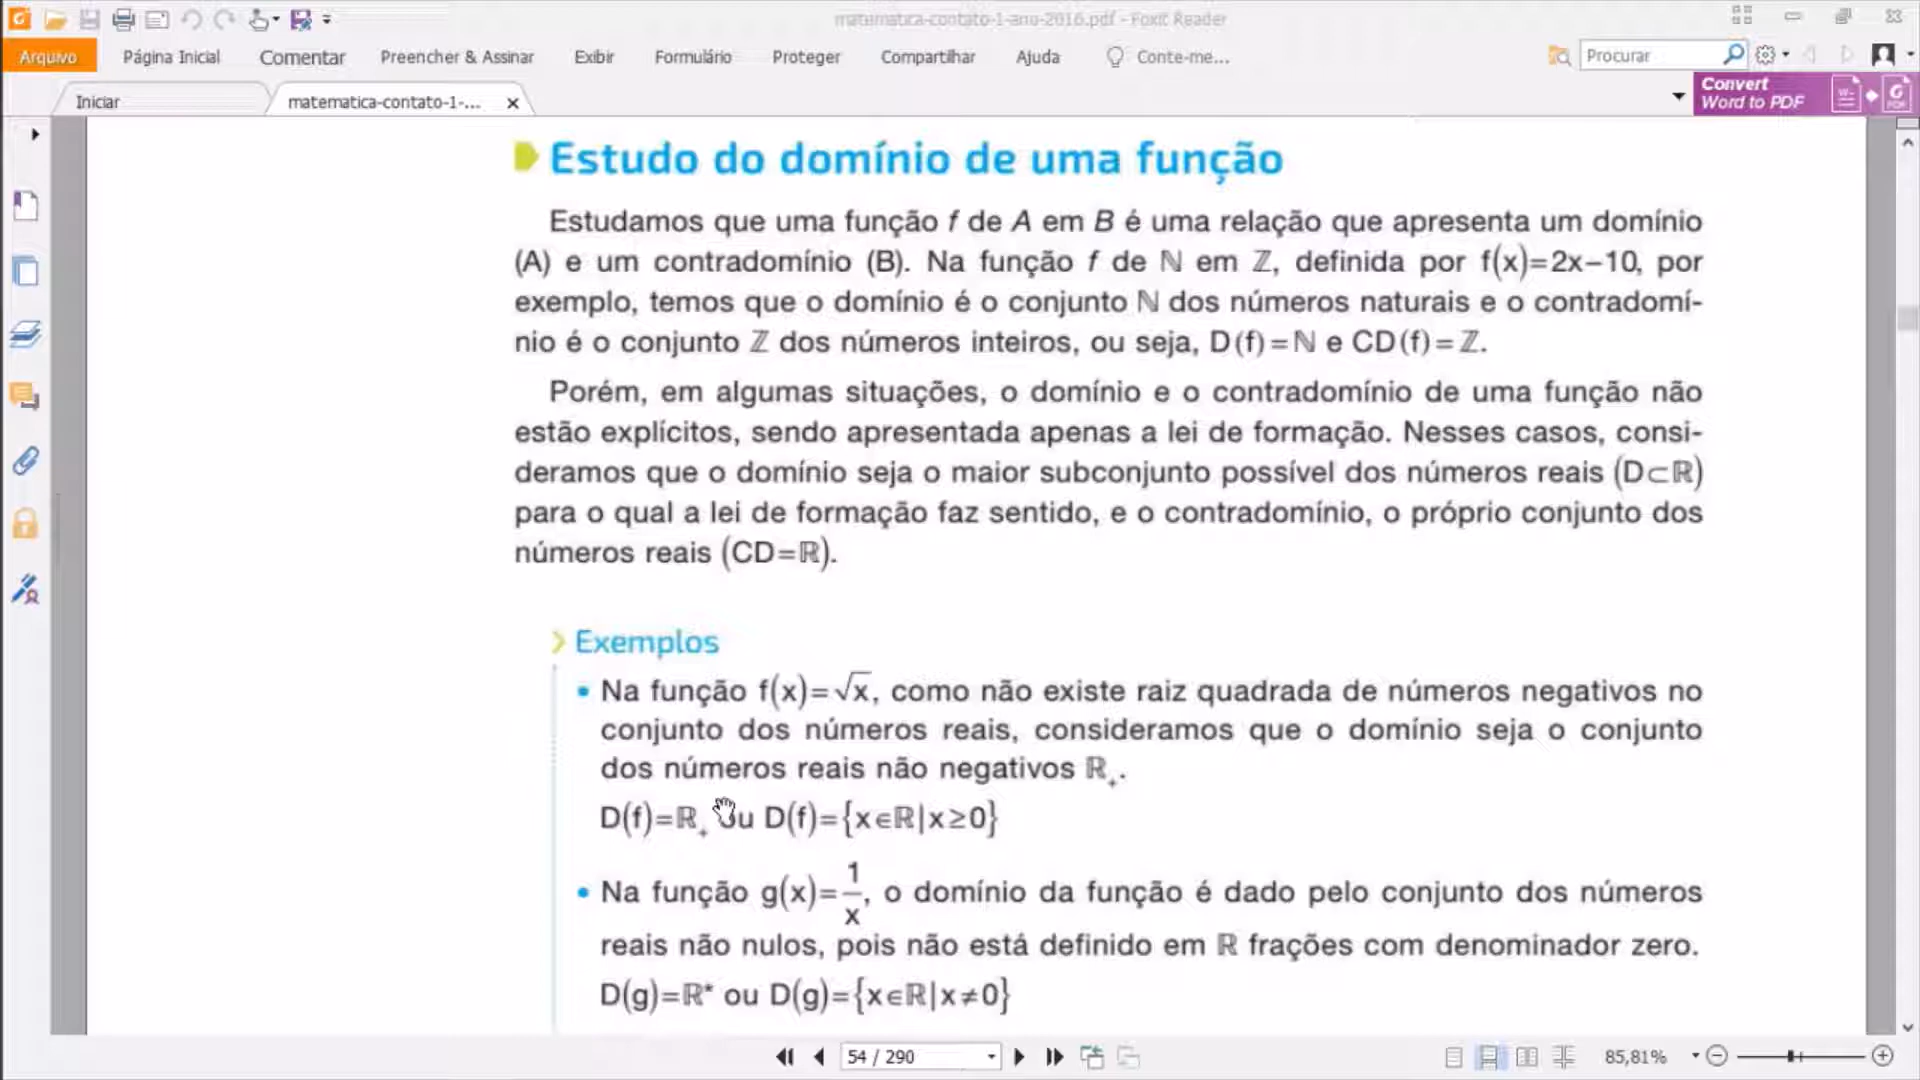 matematica-contato-1-ano-2016.pdf - Foxit Reader
Arquivo Página Inicial Comentar Preencher & Assinar Exibir Formulário Proteger Compartilhar Ajuda Conte-me... Procurar
Iniciar matematica-contato-1-... Convert
Word to PDF
Estudo do domínio de uma função
Estudamos que uma função f de A em B é uma relação que apresenta um domínio
(A) e um contradomínio (B). Na função f de ℕ em ℤ, definida por f(x)=2x−10, por
exemplo, temos que o domínio é o conjunto ℕ dos números naturais e o contradomí-
nio é o conjunto ℤ dos números inteiros, ou seja, D(f)=ℕ e CD(f)=ℤ.
Porém, em algumas situações, o domínio e o contradomínio de uma função não
estão explícitos, sendo apresentada apenas a lei de formação. Nesses casos, consi-
deramos que o domínio seja o maior subconjunto possível dos números reais (D⊂ℝ)
para o qual a lei de formação faz sentido, e o contradomínio, o próprio conjunto dos
números reais (CD=ℝ).
Exemplos
• Na função f(x)=√x, como não existe raiz quadrada de números negativos no
conjunto dos números reais, consideramos que o domínio seja o conjunto
dos números reais não negativos ℝ₊.
D(f)=ℝ₊ ou D(f)={x∈ℝ|x≥0}
• Na função g(x)=1/x, o domínio da função é dado pelo conjunto dos números
reais não nulos, pois não está definido em ℝ frações com denominador zero.
D(g)=ℝ* ou D(g)={x∈ℝ|x≠0}
54 / 290 85,81%